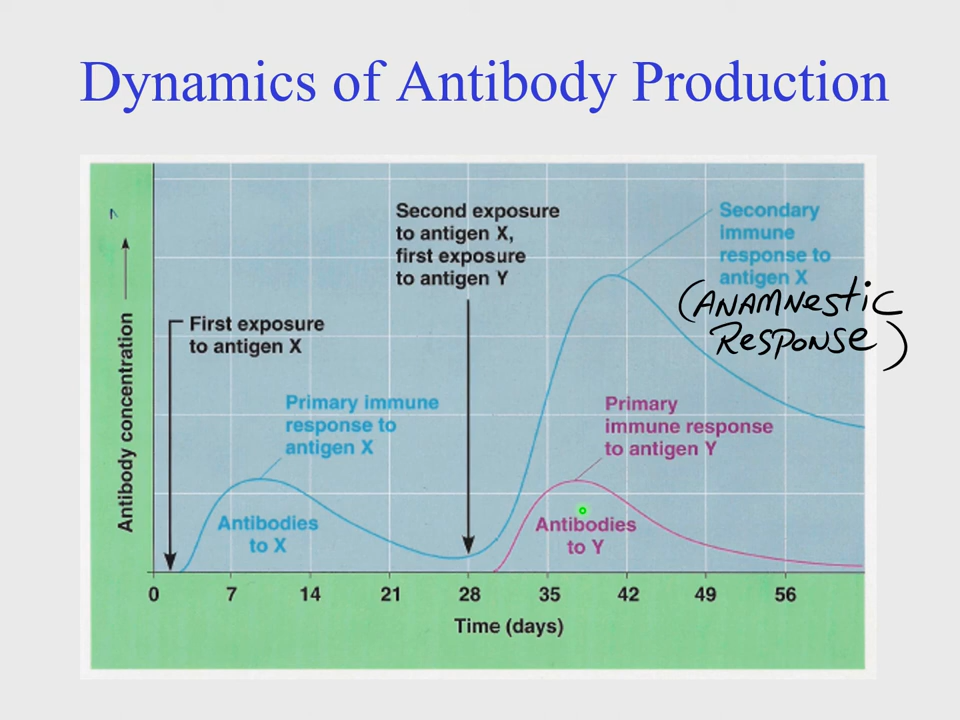 Dynamics of Antibody Production
Antibody concentration
First exposure
to antigen X
Second exposure
to antigen X,
first exposure
to antigen Y
Secondary
immune
response to
antigen X
(ANAMNESTIC
RESPONSE)
Primary immune
response to
antigen X
Primary
immune response
to antigen Y
Antibodies
to X
Antibodies
to Y
0 7 14 21 28 35 42 49 56
Time (days)